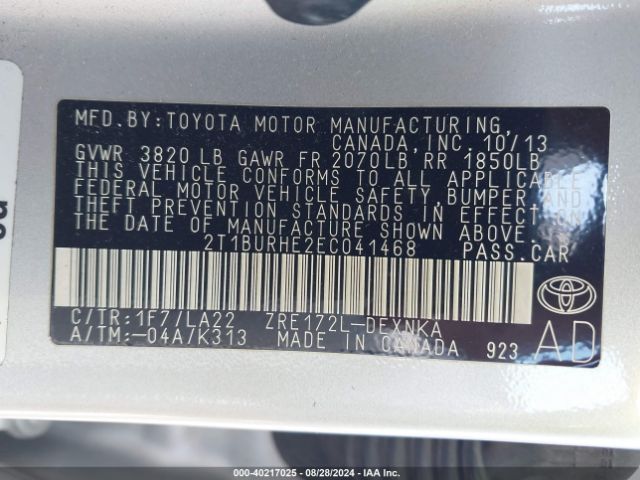 MFD. BY: TOYOTA MOTOR MANUFACTURING,
CANADA, INC. 10/13
GVWR 3820 LB GAWR FR 2070LB RR 1850LB
THIS VEHICLE CONFORMS TO ALL APPLICABLE
FEDERAL MOTOR VEHICLE SAFETY, BUMPER, AND
THEFT PREVENTION STANDARDS IN EFFECT ON
THE DATE OF MANUFACTURE SHOWN ABOVE.
2T1BURHE2EC041468 PASS. CAR
C/TR: 1F7/LA22 ZRE172L-DEXNKA
A/TM: -04A/K313 MADE IN CANADA 923
AD
000-40217025 | 08/28/2024 | IAA Inc.